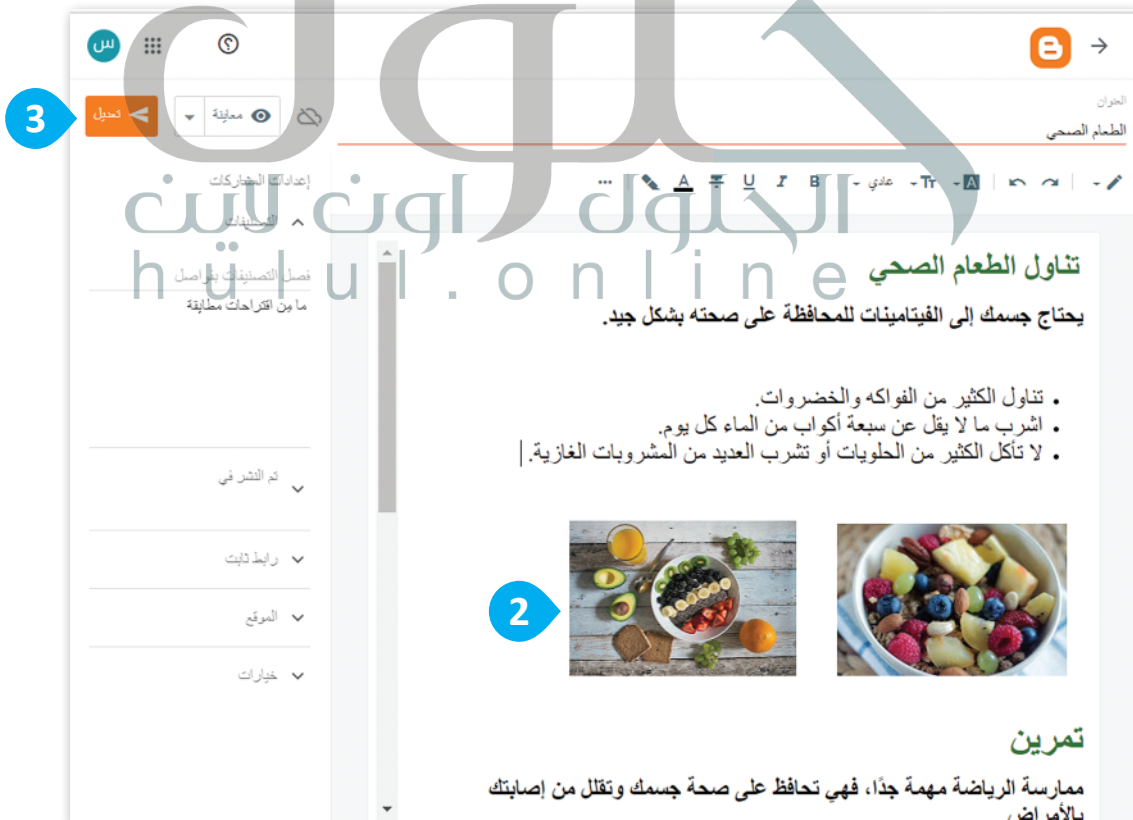 س
العنوان
الطعام الصحي
3
تعديل
معاينة
عادي
B I U A
إعدادات المشاركات
التصنيفات
فصل التصنيفات بفواصل
ما من اقتراحات مطابقة
تم النشر في
رابط ثابت
الموقع
خيارات
حلول
الحلول اون لاين
hulul.online
تناول الطعام الصحي
يحتاج جسمك إلى الفيتامينات للمحافظة على صحته بشكل جيد.
• تناول الكثير من الفواكه والخضروات.
• اشرب ما لا يقل عن سبعة أكواب من الماء كل يوم.
• لا تأكل الكثير من الحلويات أو تشرب العديد من المشروبات الغازية.
2
تمرين
ممارسة الرياضة مهمة جدًا، فهي تحافظ على صحة جسمك وتقلل من إصابتك
بالأمراض